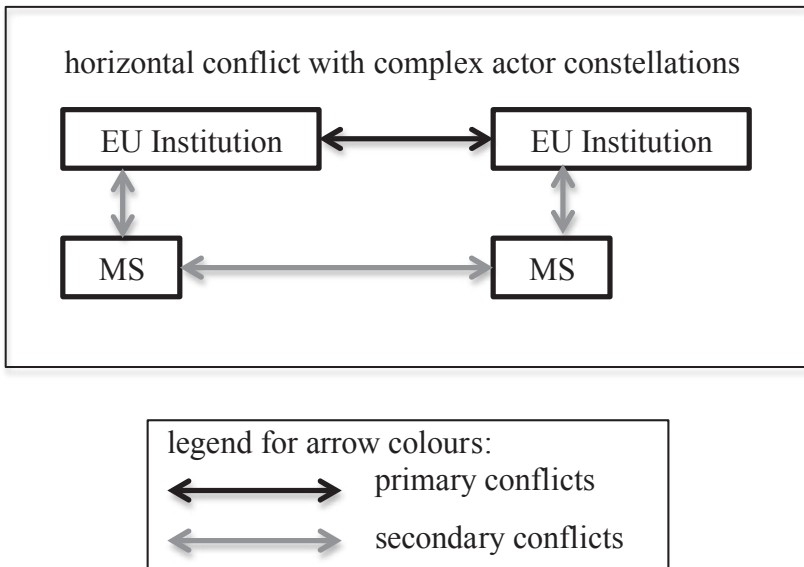 horizontal conflict with complex actor constellations
EU Institution
EU Institution
MS
MS
legend for arrow colours:
primary conflicts
secondary conflicts